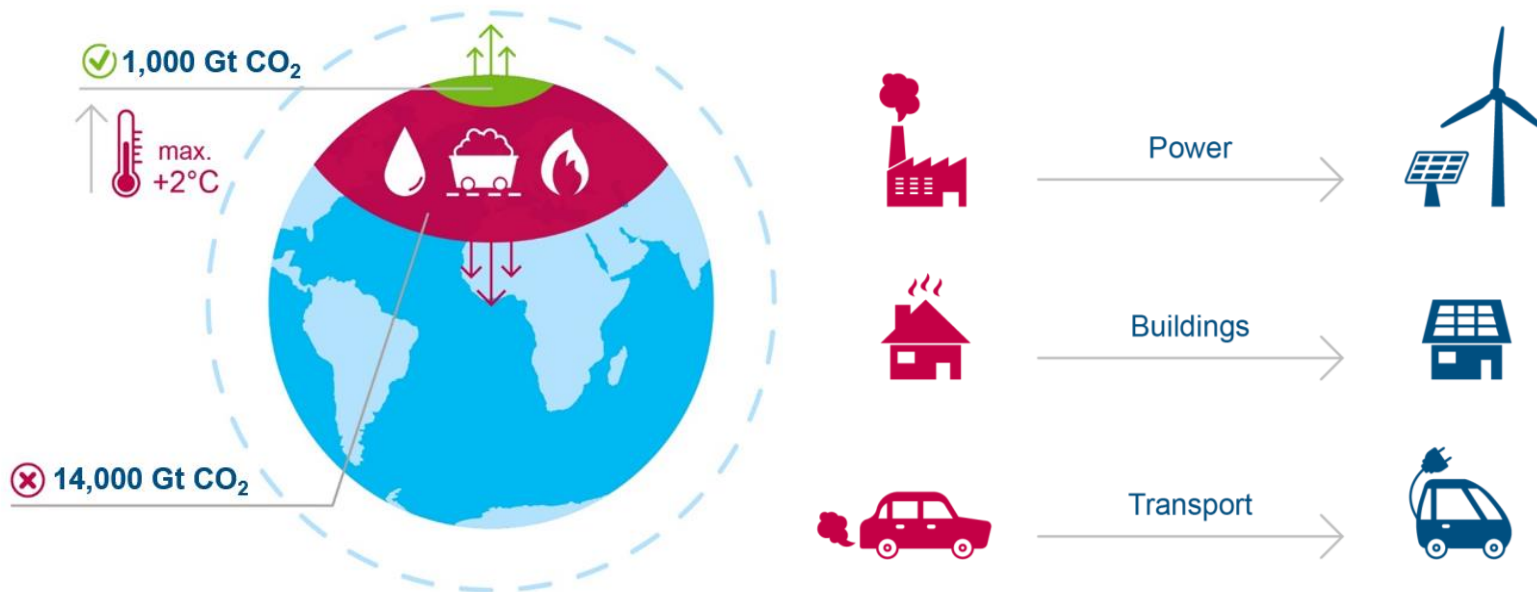 1,000 Gt CO₂
max.
+2°C
14,000 Gt CO₂
Power
Buildings
Transport